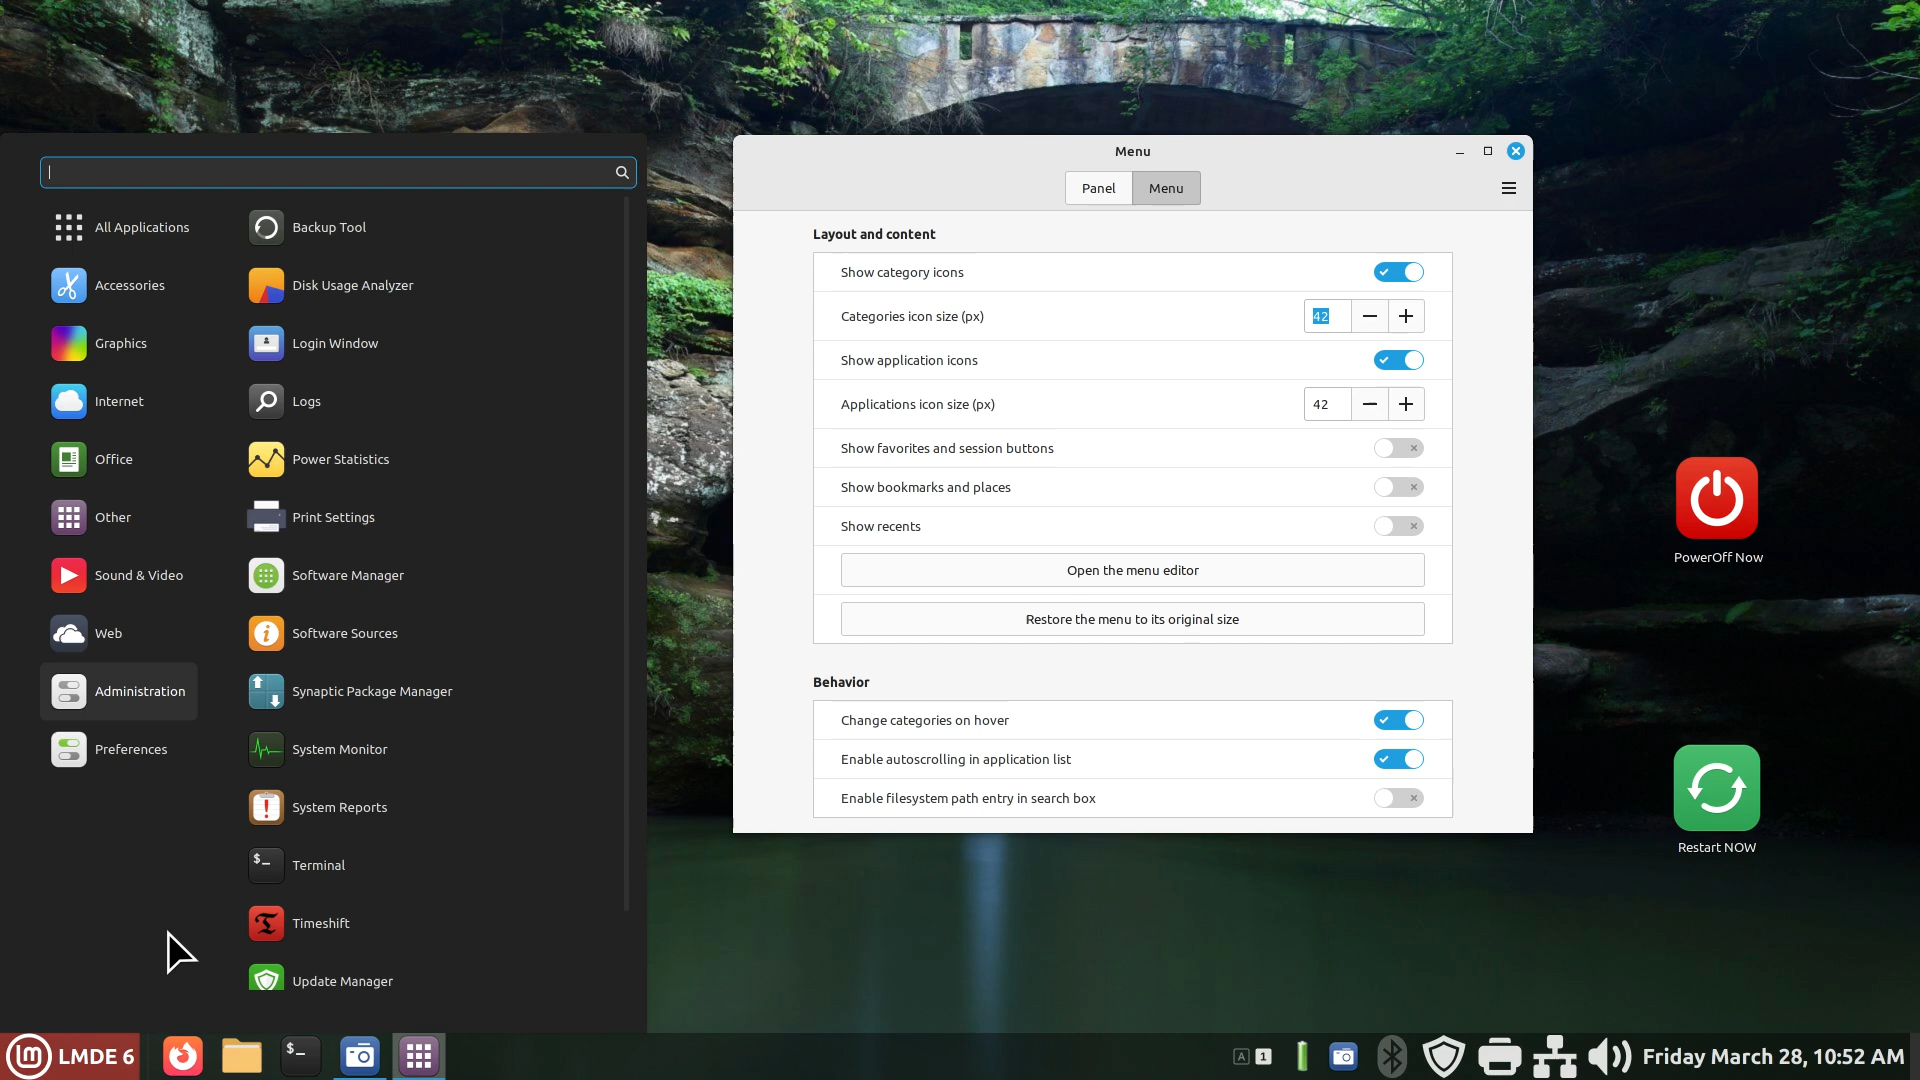 All Applications
Accessories
Graphics
Internet
Office
Other
Sound & Video
Web
Administration
Preferences
Backup Tool
Disk Usage Analyzer
Login Window
Logs
Power Statistics
Print Settings
Software Manager
Software Sources
Synaptic Package Manager
System Monitor
System Reports
$_ Terminal
Timeshift
Update Manager
Menu
Panel Menu
Layout and content
Show category icons
Categories icon size (px) 42
Show application icons
Applications icon size (px) 42
Show favorites and session buttons
Show bookmarks and places
Show recents
Open the menu editor
Restore the menu to its original size
Behavior
Change categories on hover
Enable autoscrolling in application list
Enable filesystem path entry in search box
PowerOff Now
Restart NOW
LMDE 6 $_ A 1 Friday March 28, 10:52 AM